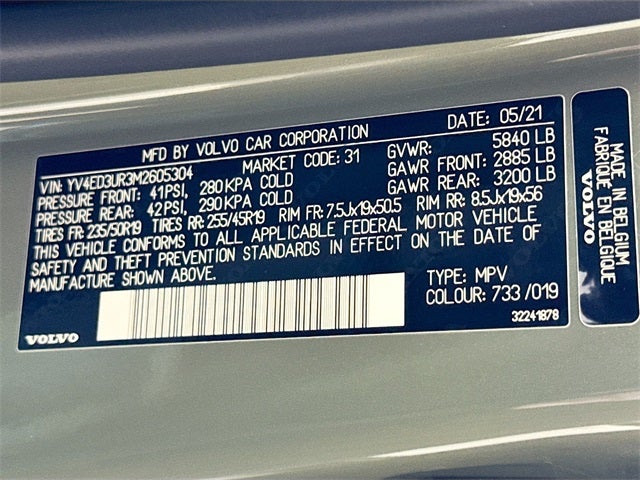 MFD BY VOLVO CAR CORPORATION DATE: 05/21
VIN: YV4ED3UR3M2605304 MARKET CODE: 31 GVWR: 5840 LB
PRESSURE FRONT: 41PSI, 280 KPA COLD GAWR FRONT: 2885 LB
PRESSURE REAR: 42PSI, 290 KPA COLD GAWR REAR: 3200 LB
TIRES FR: 235/50R19 TIRES RR: 255/45R19 RIM FR: 7.5Jx19x50.5 RIM RR: 8.5Jx19x56
THIS VEHICLE CONFORMS TO ALL APPLICABLE FEDERAL MOTOR VEHICLE
SAFETY AND THEFT PREVENTION STANDARDS IN EFFECT ON THE DATE OF
MANUFACTURE SHOWN ABOVE.
TYPE: MPV
COLOUR: 733 /019
VOLVO 32241878
MADE IN BELGIUM
FABRIQUE EN BELGIQUE
VOLVO